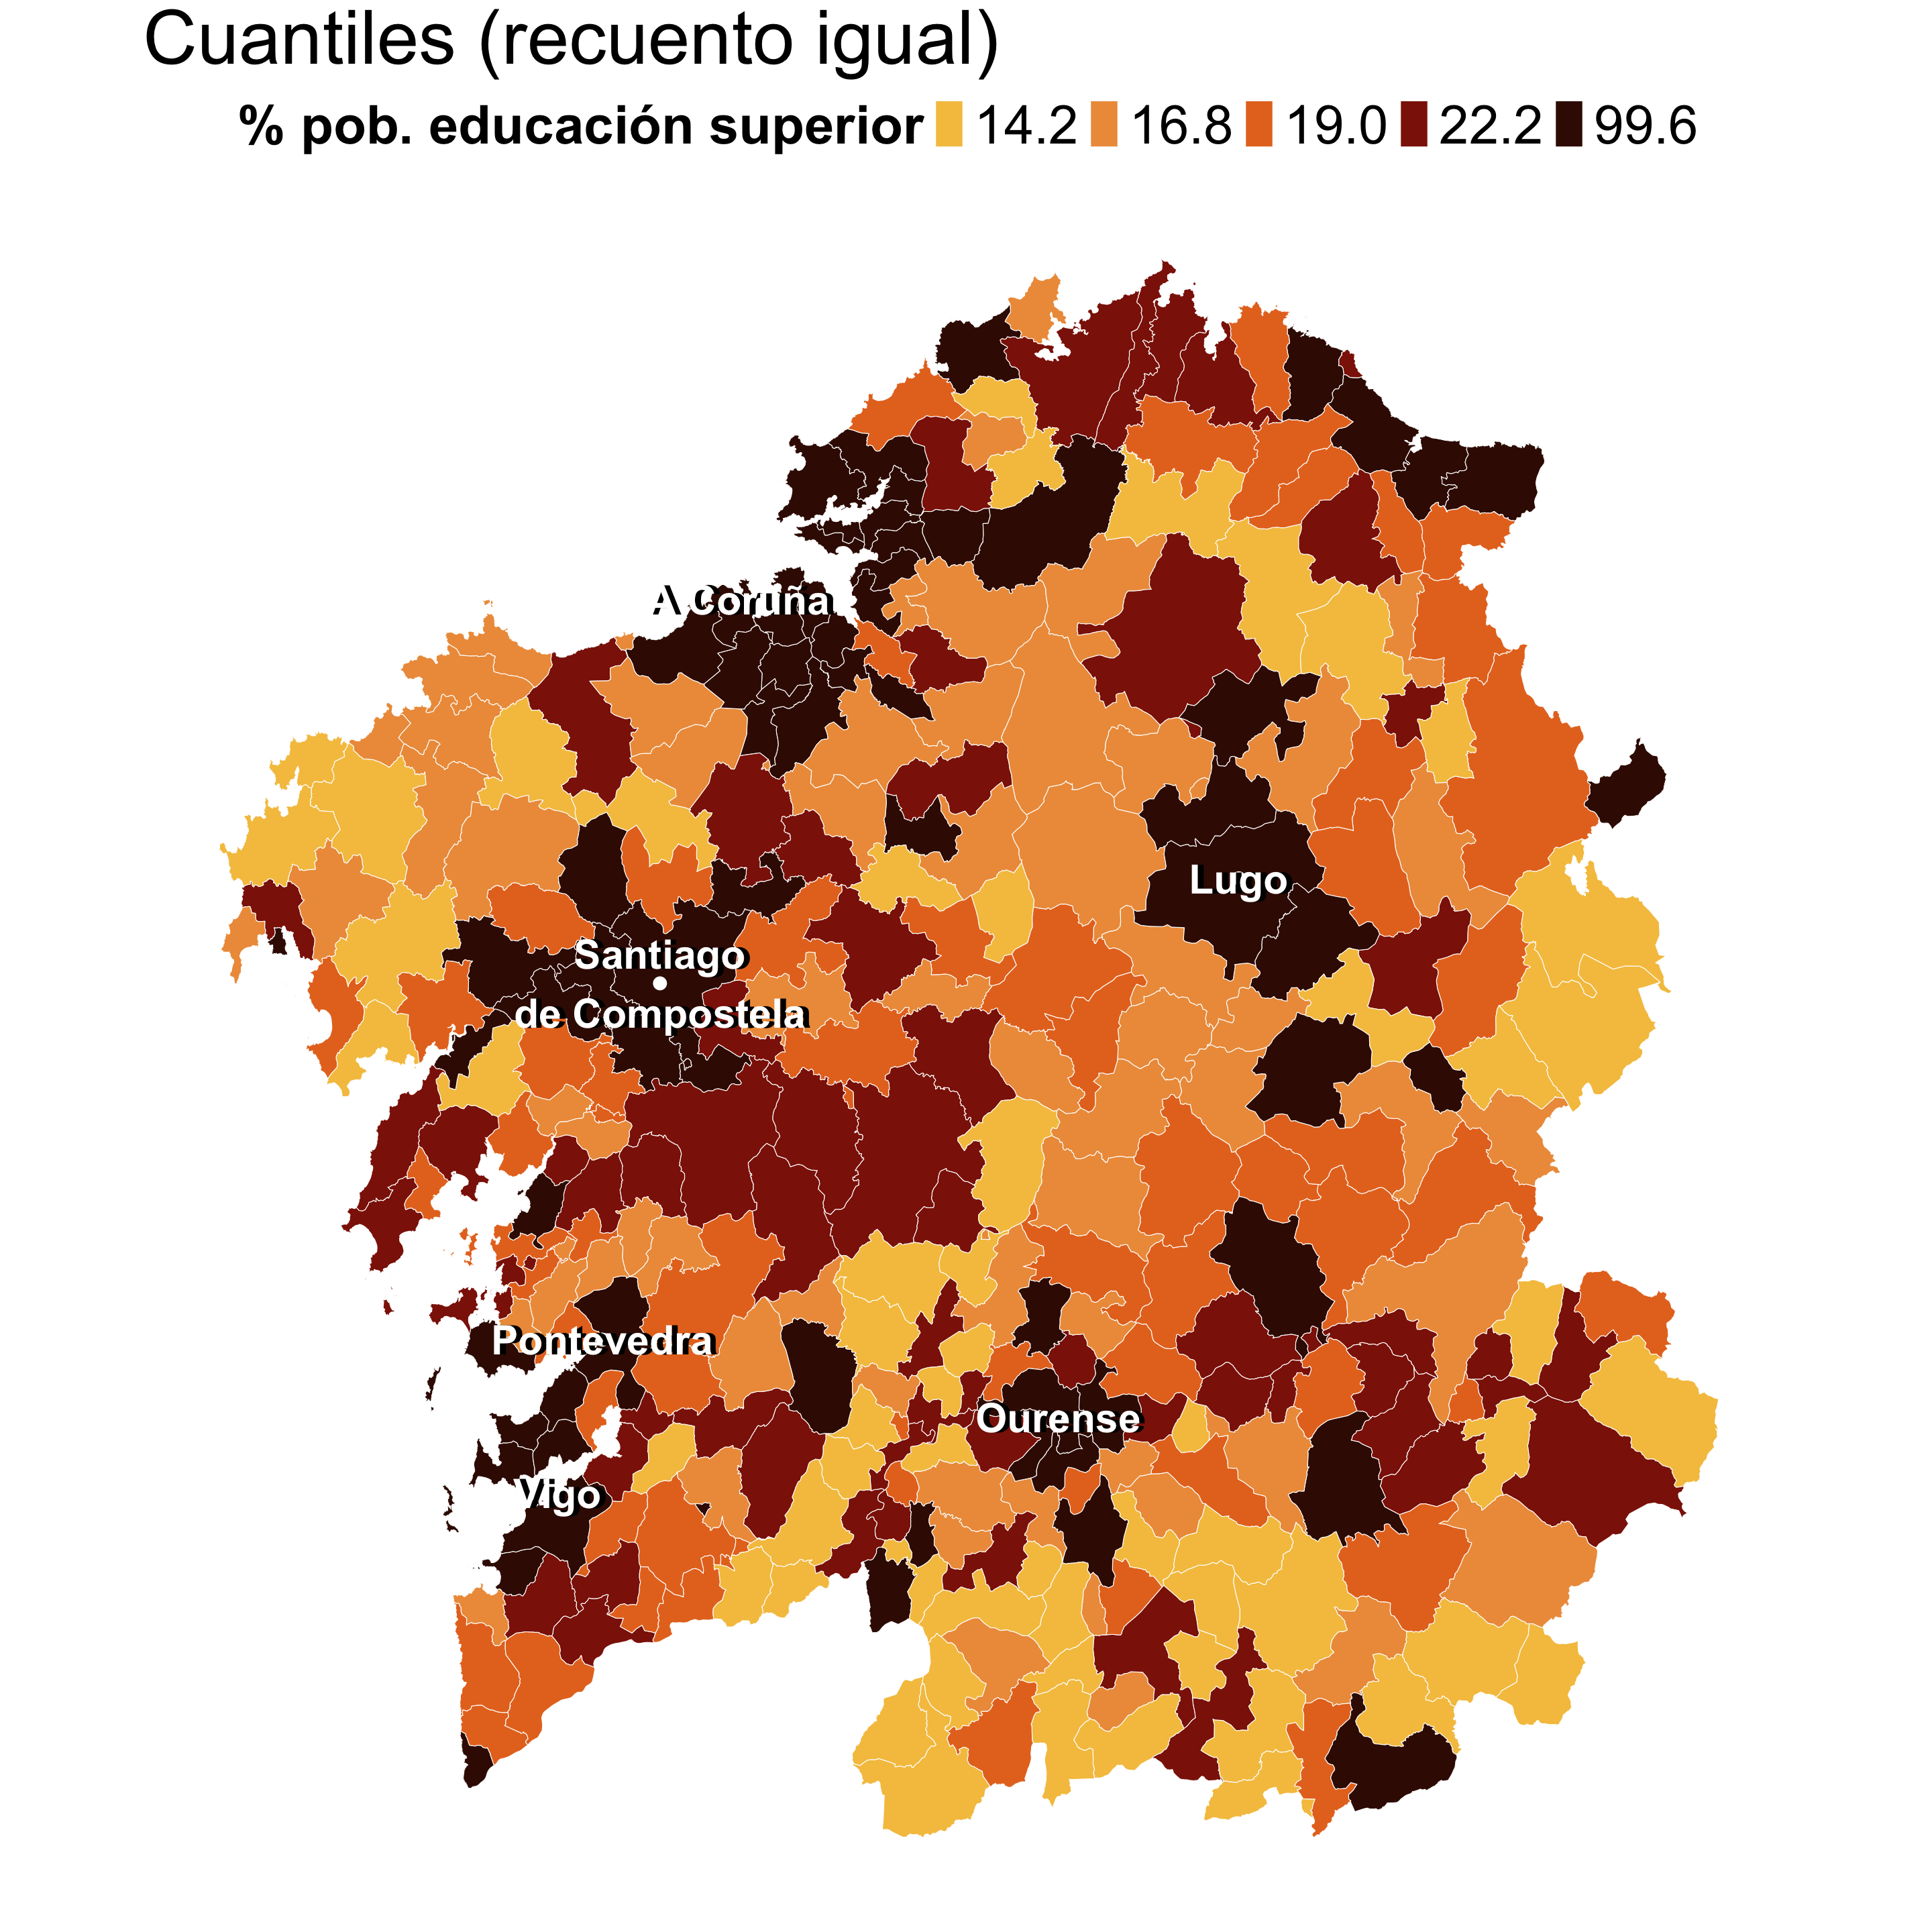 Cuantiles (recuento igual)
% pob. educación superior 14.2 16.8 19.0 22.2 99.6
A Coruña
Lugo
Santiago
de Compostela
Pontevedra
Ourense
Vigo